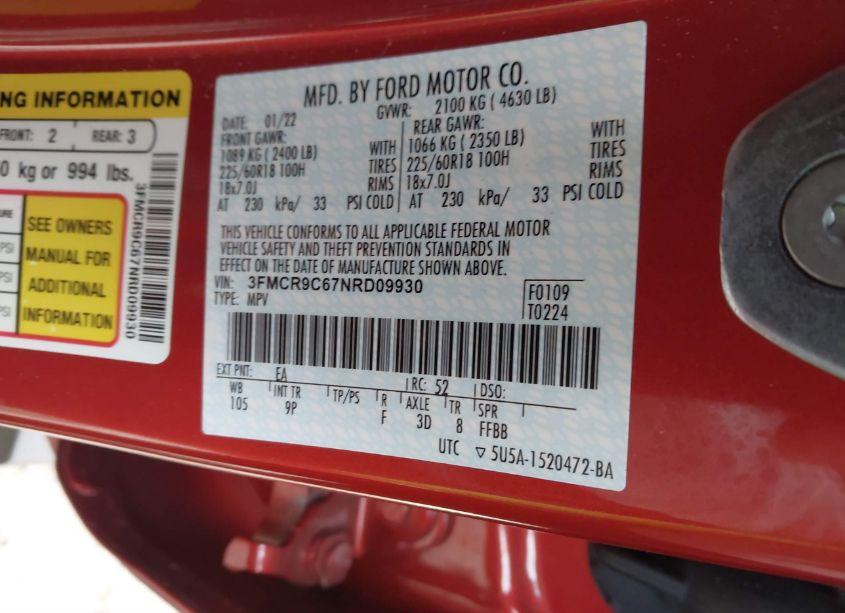 NG INFORMATION
FRONT: 2 REAR: 3
0 kg or 994 lbs.
SEE OWNERS
MANUAL FOR
ADDITIONAL
INFORMATION
PSI
PSI
PSI
3FMCR9C67NRD09930
MFD. BY FORD MOTOR CO.
DATE: 01/22 GVWR: 2100 KG ( 4630 LB)
FRONT GAWR: REAR GAWR:
1089 KG ( 2400 LB) WITH 1066 KG ( 2350 LB) WITH
225/60R18 100H TIRES 225/60R18 100H TIRES
18x7.0J RIMS 18x7.0J RIMS
AT 230 kPa/ 33 PSI COLD AT 230 kPa/ 33 PSI COLD
THIS VEHICLE CONFORMS TO ALL APPLICABLE FEDERAL MOTOR
VEHICLE SAFETY AND THEFT PREVENTION STANDARDS IN
EFFECT ON THE DATE OF MANUFACTURE SHOWN ABOVE.
VIN: 3FMCR9C67NRD09930 F0109
TYPE: MPV T0224
EXT PNT: EA RC: 52 DSO:
WB INT TR TP/PS R AXLE TR SPR
105 9P F 3D 8 FFBB
UTC ▽ 5U5A-1520472-BA